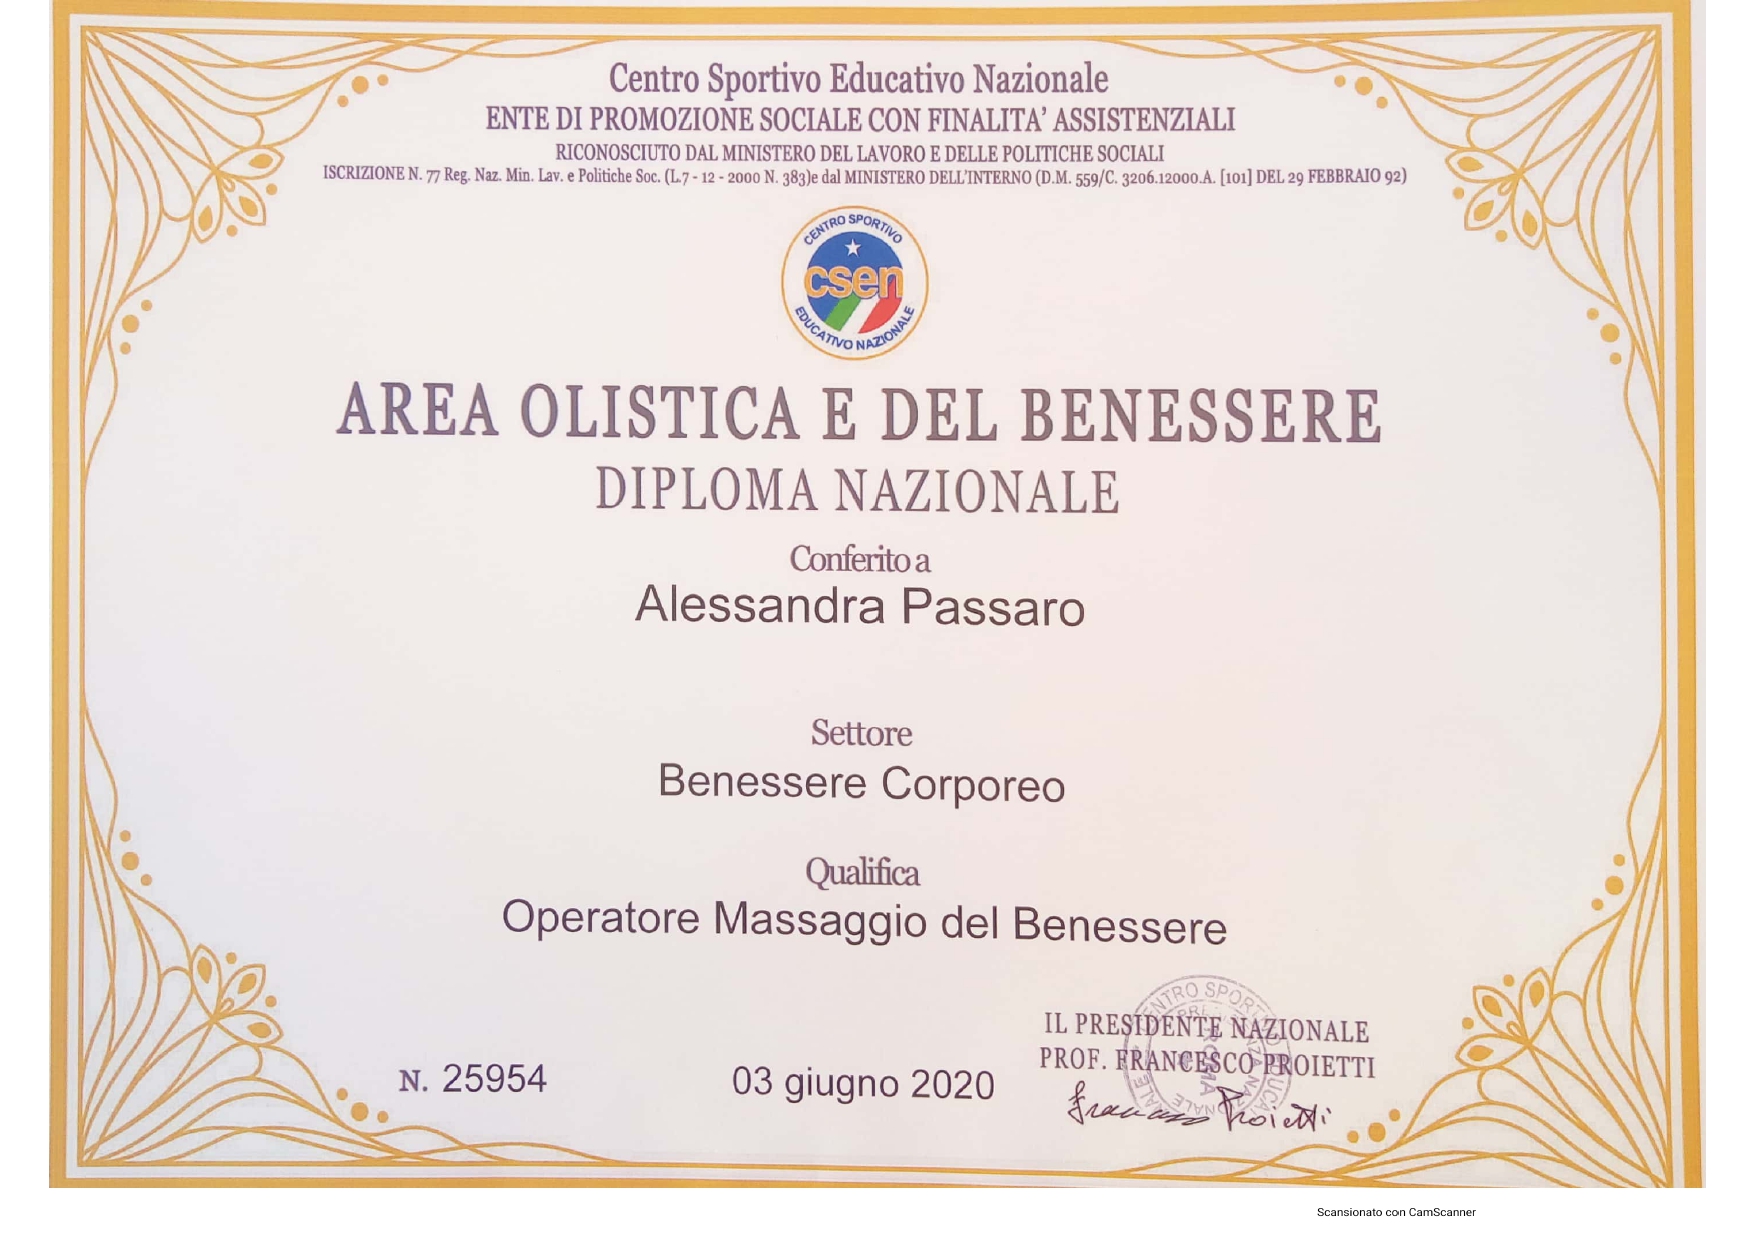 Centro Sportivo Educativo Nazionale
ENTE DI PROMOZIONE SOCIALE CON FINALITA' ASSISTENZIALI
RICONOSCIUTO DAL MINISTERO DEL LAVORO E DELLE POLITICHE SOCIALI
ISCRIZIONE N. 77 Reg. Naz. Min. Lav. e Politiche Soc. (L.7 - 12 - 2000 N. 383)e dal MINISTERO DELL'INTERNO (D.M. 559/C. 3206.12000.A. [101] DEL 29 FEBBRAIO 92)
CENTRO SPORTIVO
csen
EDUCATIVO NAZIONALE
AREA OLISTICA E DEL BENESSERE
DIPLOMA NAZIONALE
Conferito a
Alessandra Passaro
Settore
Benessere Corporeo
Qualifica
Operatore Massaggio del Benessere
IL PRESIDENTE NAZIONALE
PROF. FRANCESCO PROIETTI
Francesco Proietti
N. 25954
03 giugno 2020
ROMA
Scansionato con CamScanner